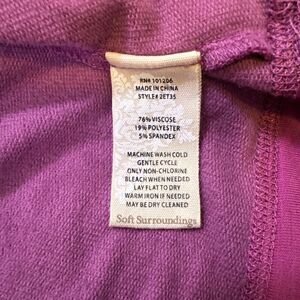 RN# 101206
MADE IN CHINA
STYLE# 2ET35
76% VISCOSE
19% POLYESTER
5% SPANDEX
MACHINE WASH COLD
GENTLE CYCLE
ONLY NON-CHLORINE
BLEACH WHEN NEEDED
LAY FLAT TO DRY
WARM IRON IF NEEDED
MAY BE DRY CLEANED
Soft Surroundings